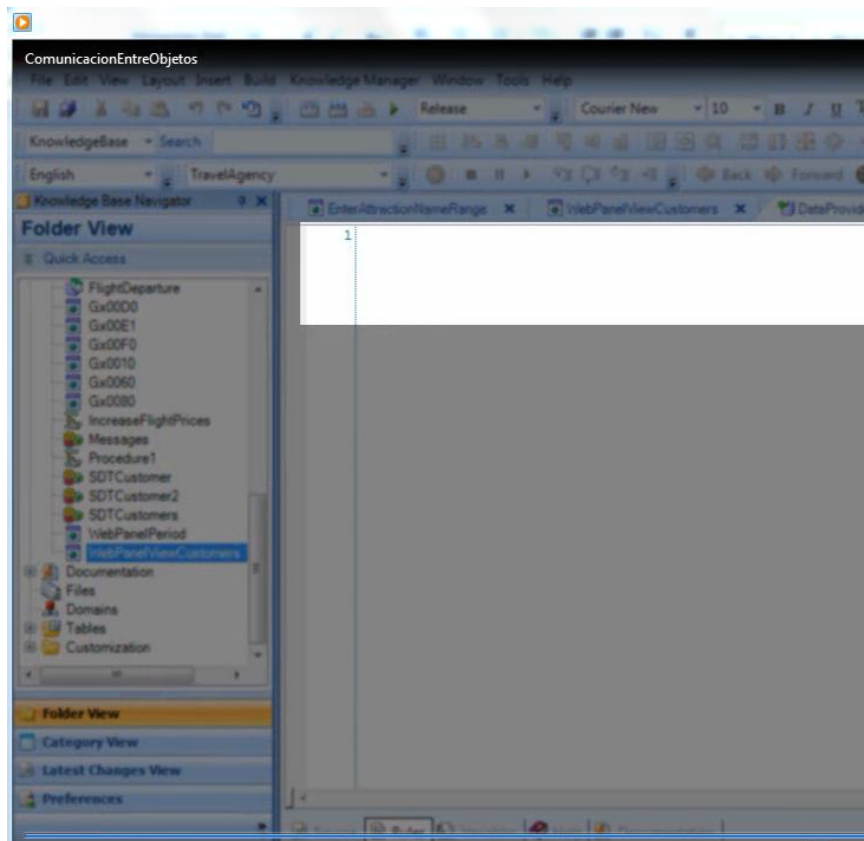 ComunicacionEntreObjetos
File Edit View Layout Insert Build Knowledge Manager Window Tools Help
Release Courier New 10 B I U
KnowledgeBase Search
English TravelAgency Back Forward
Knowledge Base Navigator EnterAttractionNameRange WebPanelViewCustomers DataProvid
Folder View
1
Quick Access
FlightDeparture
Gx00D0
Gx00E1
Gx00F0
Gx0010
Gx0060
Gx0080
IncreaseFlightPrices
Messages
Procedure1
SDTCustomer
SDTCustomer2
SDTCustomers
WebPanelPeriod
WebPanelViewCustomers
Documentation
Files
Domains
Tables
Customization
Folder View
Category View
Latest Changes View
Preferences
Rules